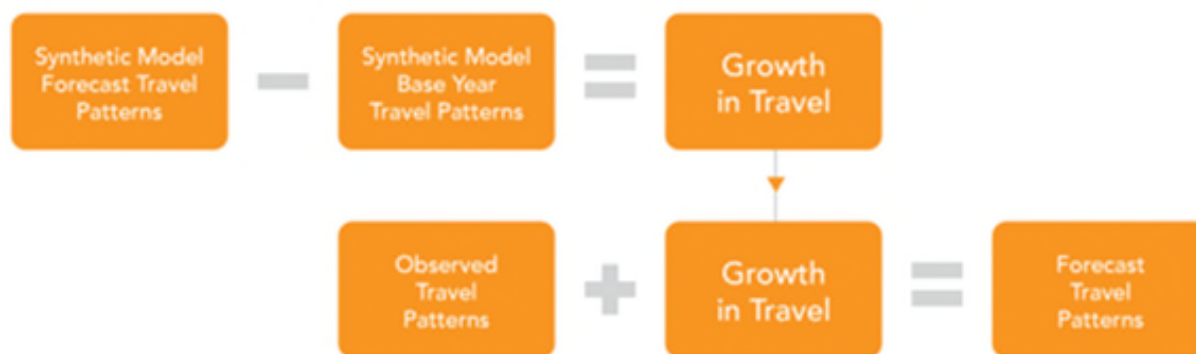 Synthetic Model
Forecast Travel
Patterns
Synthetic Model
Base Year
Travel Patterns
Growth
in Travel
Observed
Travel
Patterns
Growth
in Travel
Forecast
Travel
Patterns